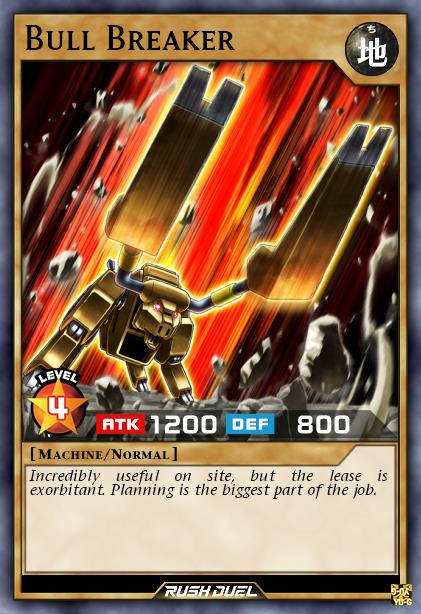 BULL BREAKER
ち
地
LEVEL
4
ATK 1200 DEF 800
[MACHINE/NORMAL]
Incredibly useful on site, but the lease is
exorbitant. Planning is the biggest part of the job.
RUSH DUEL